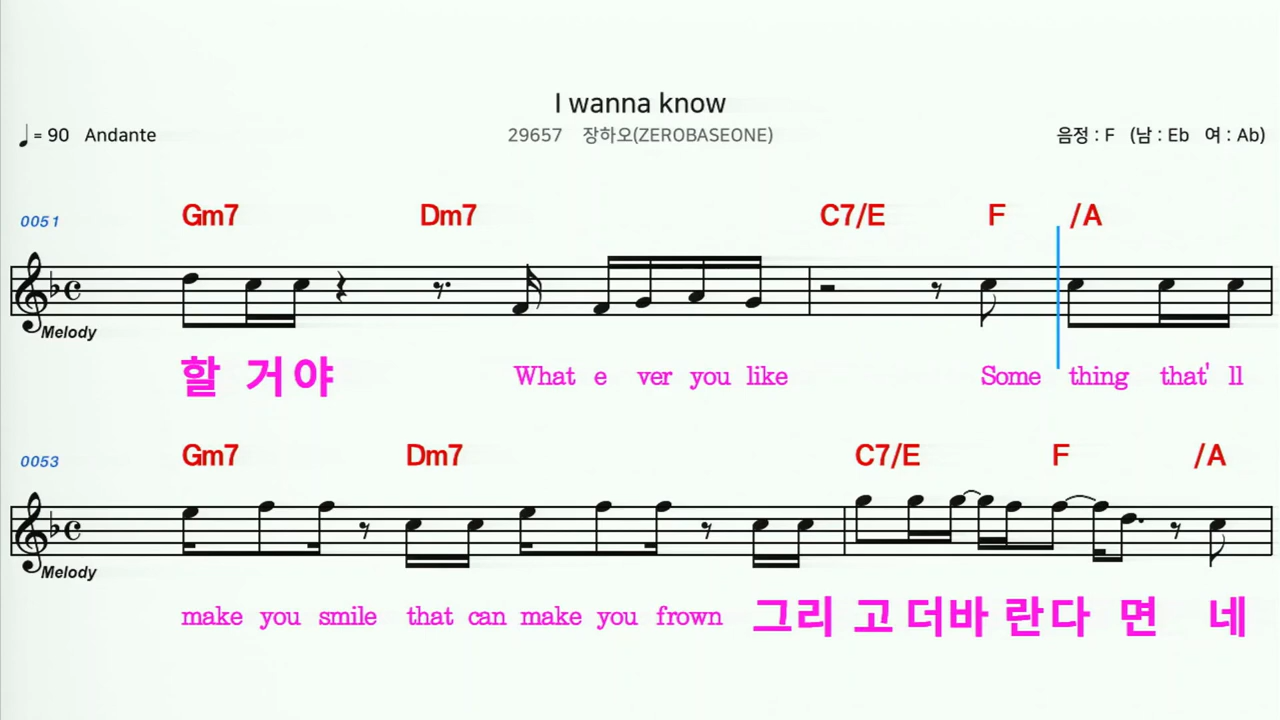 I wanna know
= 90 Andante 29657 장하오(ZEROBASEONE) 음정 : F (남 : Eb 여 : Ab)
0051 Gm7 Dm7 C7/E F /A
Melody
할 거야 What e ver you like Some thing that' ll
0053 Gm7 Dm7 C7/E F /A
Melody
make you smile that can make you frown 그리 고 더바 란다 면 네